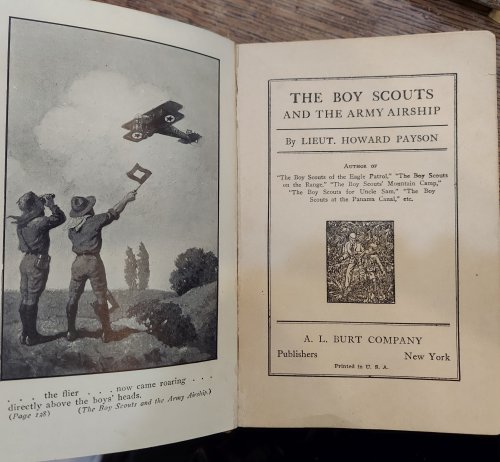 . . . the flier . . . now came roaring . . .
directly above the boys' heads.
(Page 138) (The Boy Scouts and the Army Airship.)
THE BOY SCOUTS
AND THE ARMY AIRSHIP
By LIEUT. HOWARD PAYSON
AUTHOR OF
"The Boy Scouts of the Eagle Patrol," "The Boy Scouts
on the Range," "The Boy Scouts' Mountain Camp,"
"The Boy Scouts for Uncle Sam," "The Boy
Scouts at the Panama Canal," etc.
A. L. BURT COMPANY
Publishers New York
Printed in U. S. A.